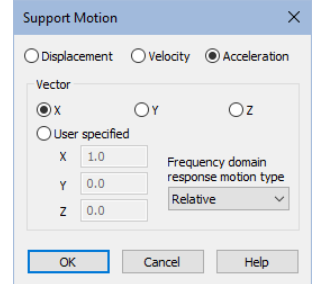 Support Motion
Displacement Velocity Acceleration
Vector
X Y Z
User specified
X 1.0
Frequency domain
response motion type
Y 0.0
Relative
Z 0.0
OK Cancel Help